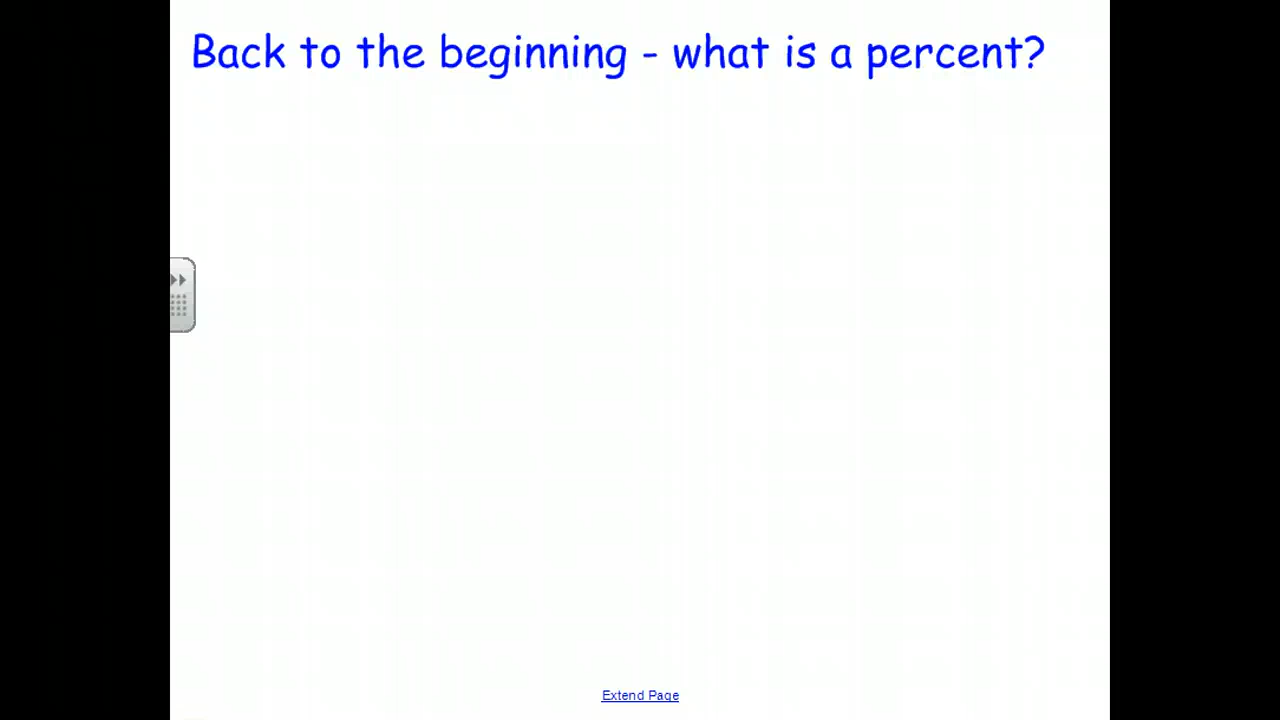 Back to the beginning - what is a percent?
Extend Page